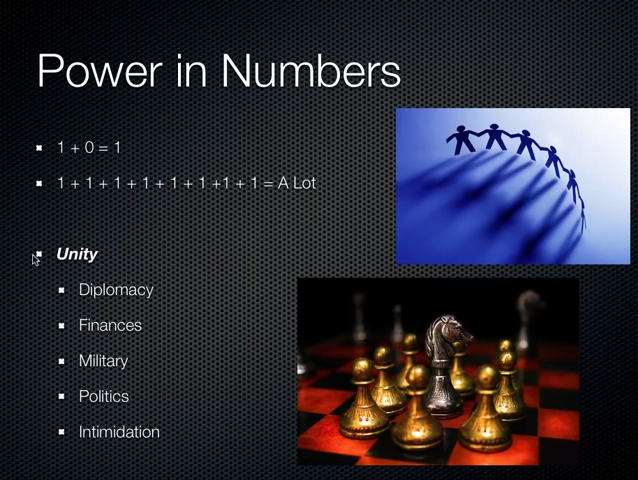 Power in Numbers
1 + 0 = 1
1 + 1 + 1 + 1 + 1 + 1 +1 + 1 = A Lot
Unity
Diplomacy
Finances
Military
Politics
Intimidation